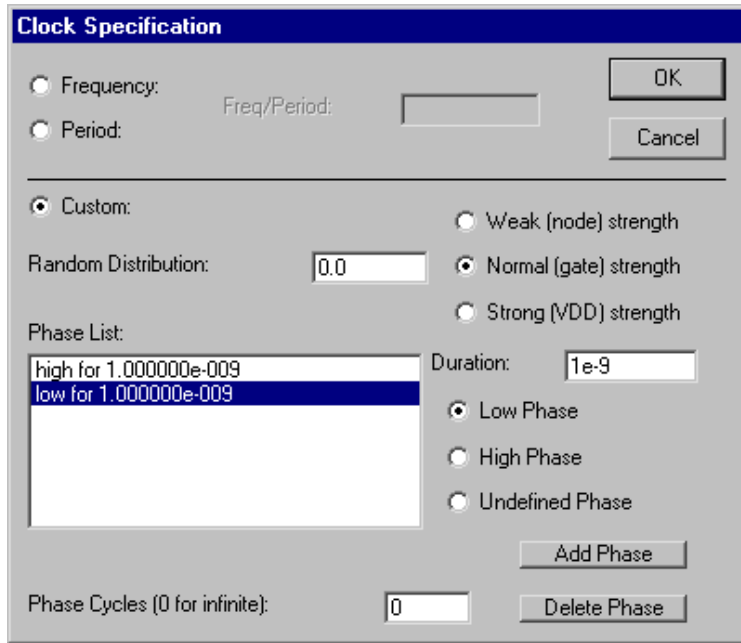 Clock Specification
Frequency:
Freq/Period:
OK
Period:
Cancel
Custom:
Weak (node) strength
Random Distribution:
0.0
Normal (gate) strength
Strong (VDD) strength
Phase List:
high for 1.000000e-009
low for 1.000000e-009
Duration:
1e-9
Low Phase
High Phase
Undefined Phase
Add Phase
Phase Cycles (0 for infinite):
0
Delete Phase